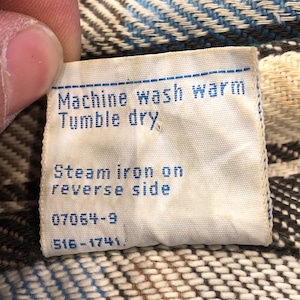 Machine wash warm
Tumble dry
Steam iron on
reverse side
07064-9
516-1741